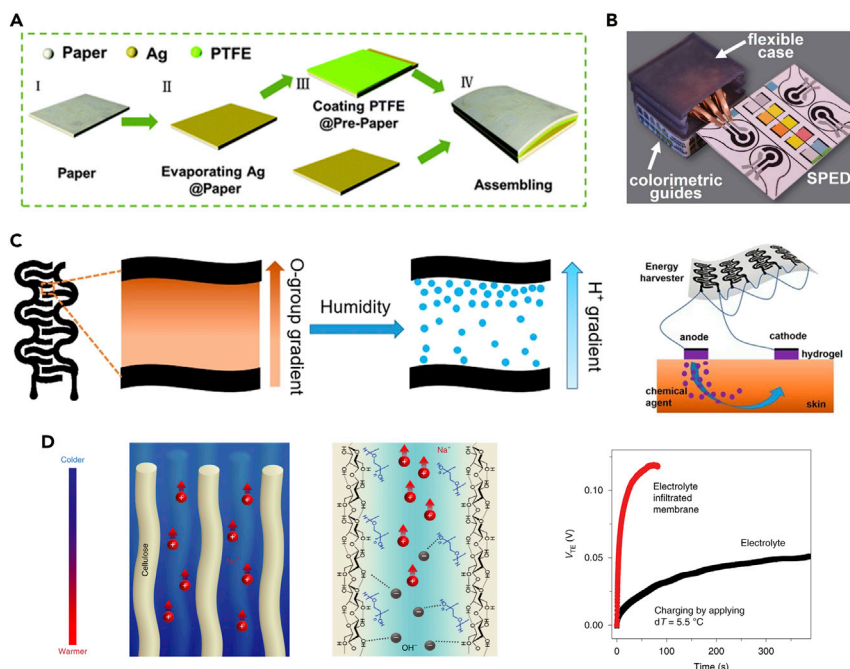 A
Paper
Ag
PTFE
I
II
III
IV
Paper
Evaporating Ag
@Paper
Coating PTFE
@Pre-Paper
Assembling
B
flexible
case
colorimetric
guides
SPED
C
O-group gradient
Humidity
H⁺ gradient
Energy
harvester
anode
cathode
hydrogel
chemical
agent
skin
D
Colder
Warmer
Cellulose
Na⁺
OH⁻
V_TE (V)
0.10
0.05
0.00
Electrolyte
infiltrated
membrane
Electrolyte
Charging by applying
dT = 5.5 °C
0
100
200
300
Time (s)